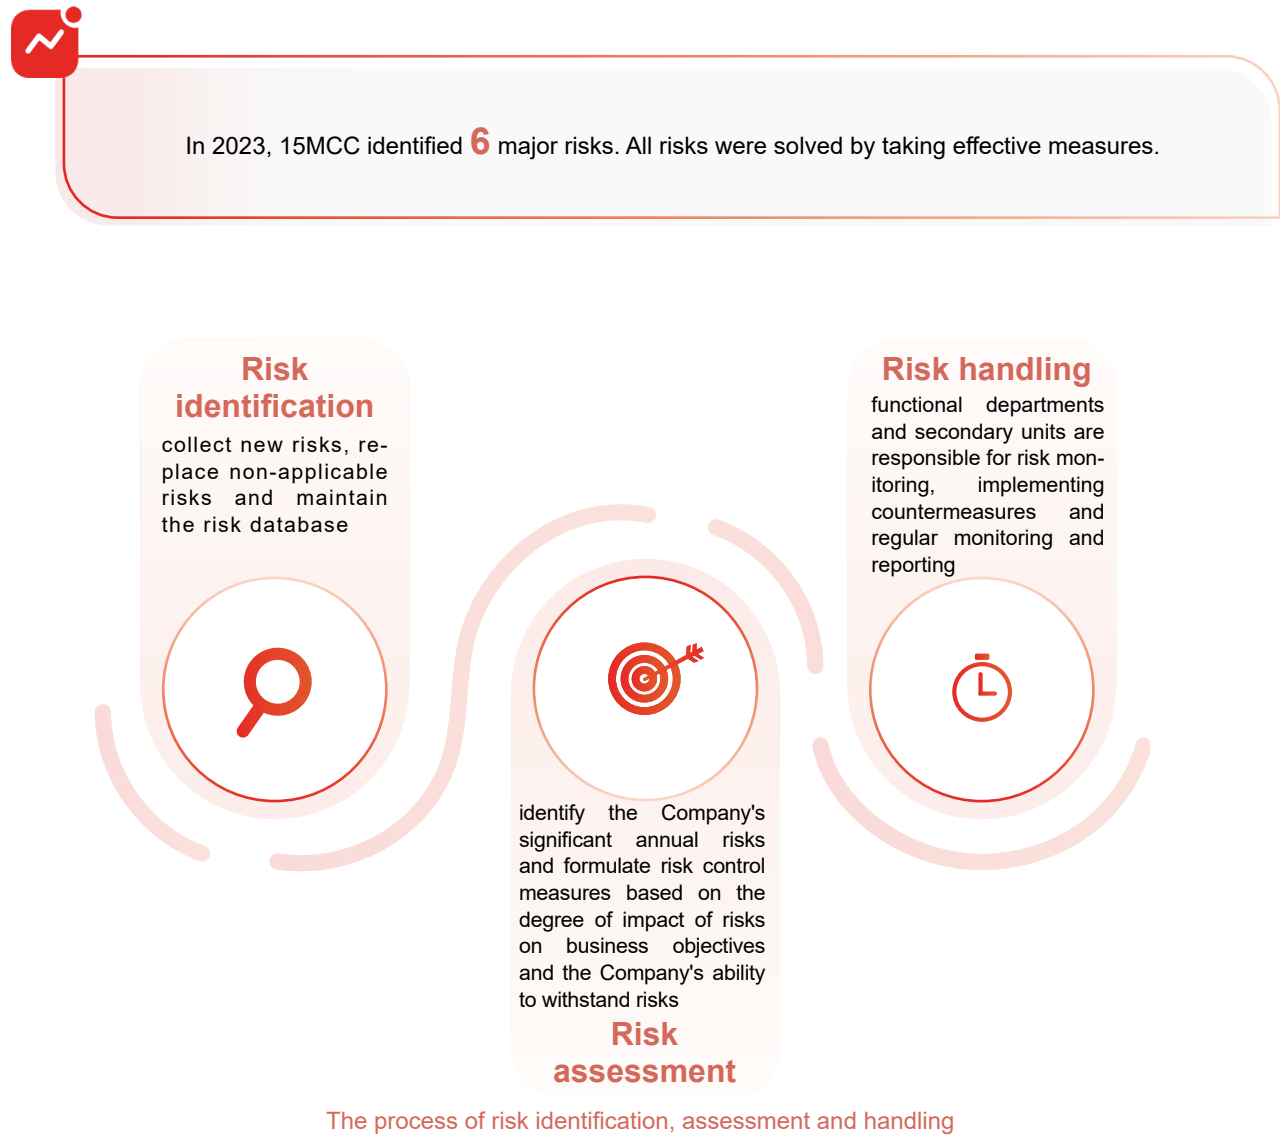 In 2023, 15MCC identified 6 major risks. All risks were solved by taking effective measures.
Risk
identification
collect new risks, re-
place non-applicable
risks and maintain
the risk database
identify the Company's
significant annual risks
and formulate risk control
measures based on the
degree of impact of risks
on business objectives
and the Company's ability
to withstand risks
Risk
assessment
Risk handling
functional departments
and secondary units are
responsible for risk mon-
itoring, implementing
countermeasures and
regular monitoring and
reporting
The process of risk identification, assessment and handling